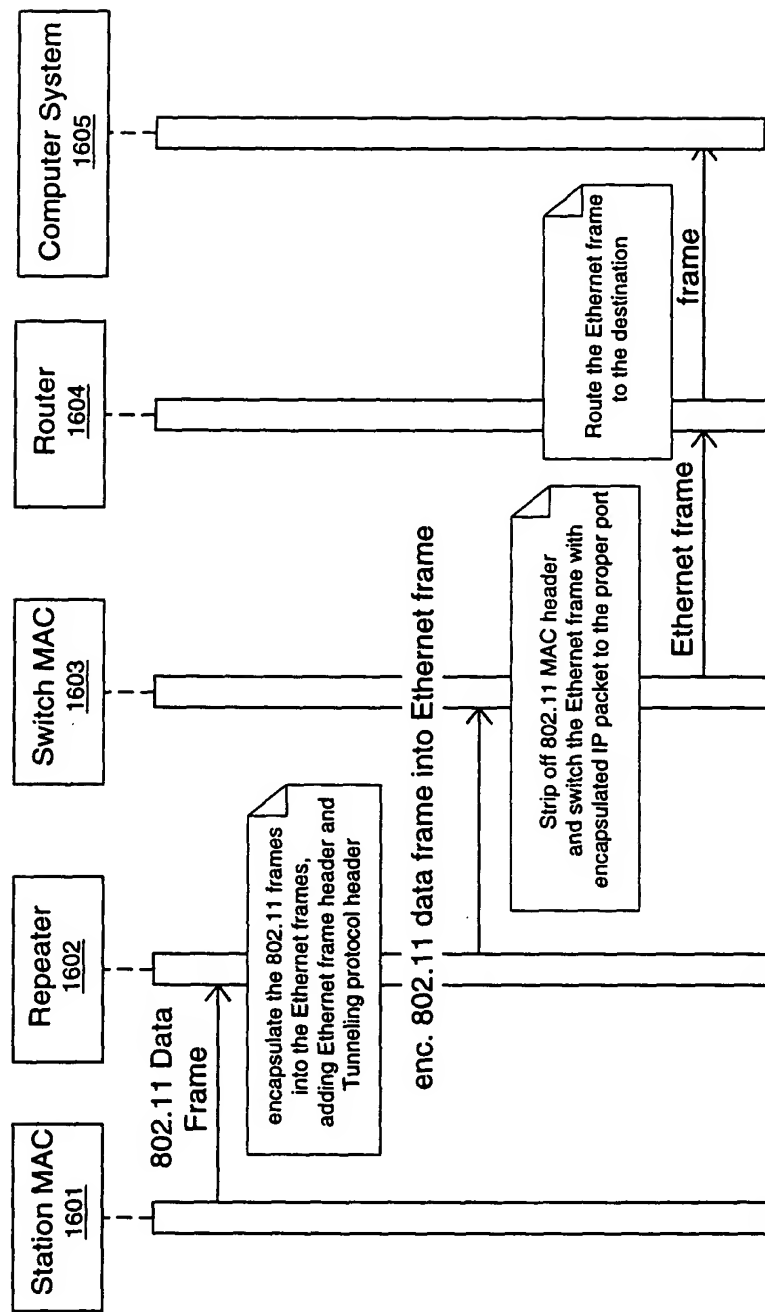 Station MAC
1601
Repeater
1602
Switch MAC
1603
Router
1604
Computer System
1605
802.11 Data
Frame
encapsulate the 802.11 frames
into the Ethernet frames,
adding Ethernet frame header and
Tunneling protocol header
enc. 802.11 data frame into Ethernet frame
Strip off 802.11 MAC header
and switch the Ethernet frame with
encapsulated IP packet to the proper port
Ethernet frame
Route the Ethernet frame
to the destination
frame